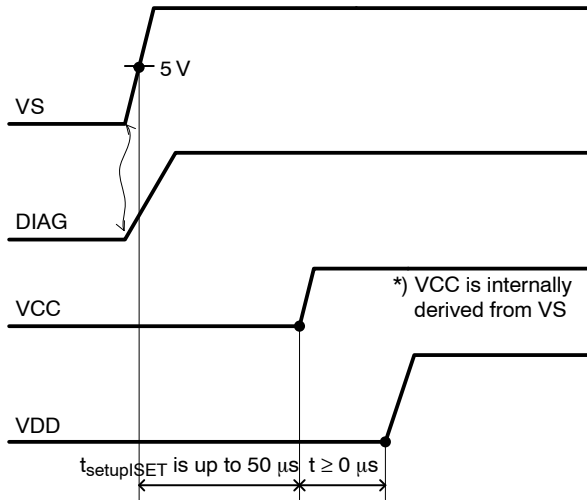 5 V
VS
DIAG
VCC
*) VCC is internally
derived from VS
VDD
tsetupISET is up to 50 μs
t ≥ 0 μs